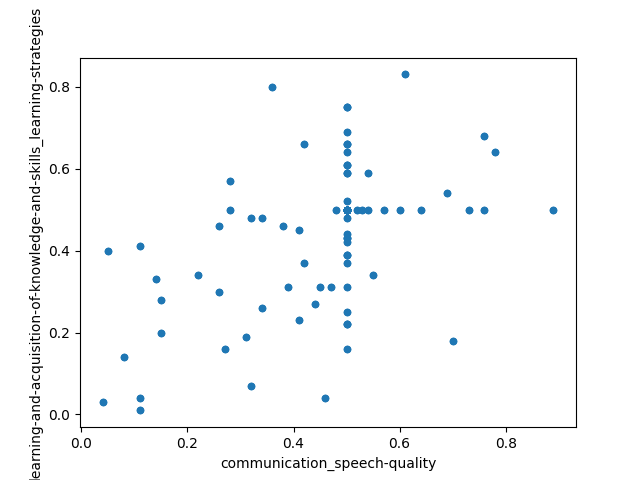 learning-and-acquisition-of-knowledge-and-skills_learning-strategies
0.8
0.6
0.4
0.2
0.0
0.0 0.2 0.4 0.6 0.8
communication_speech-quality